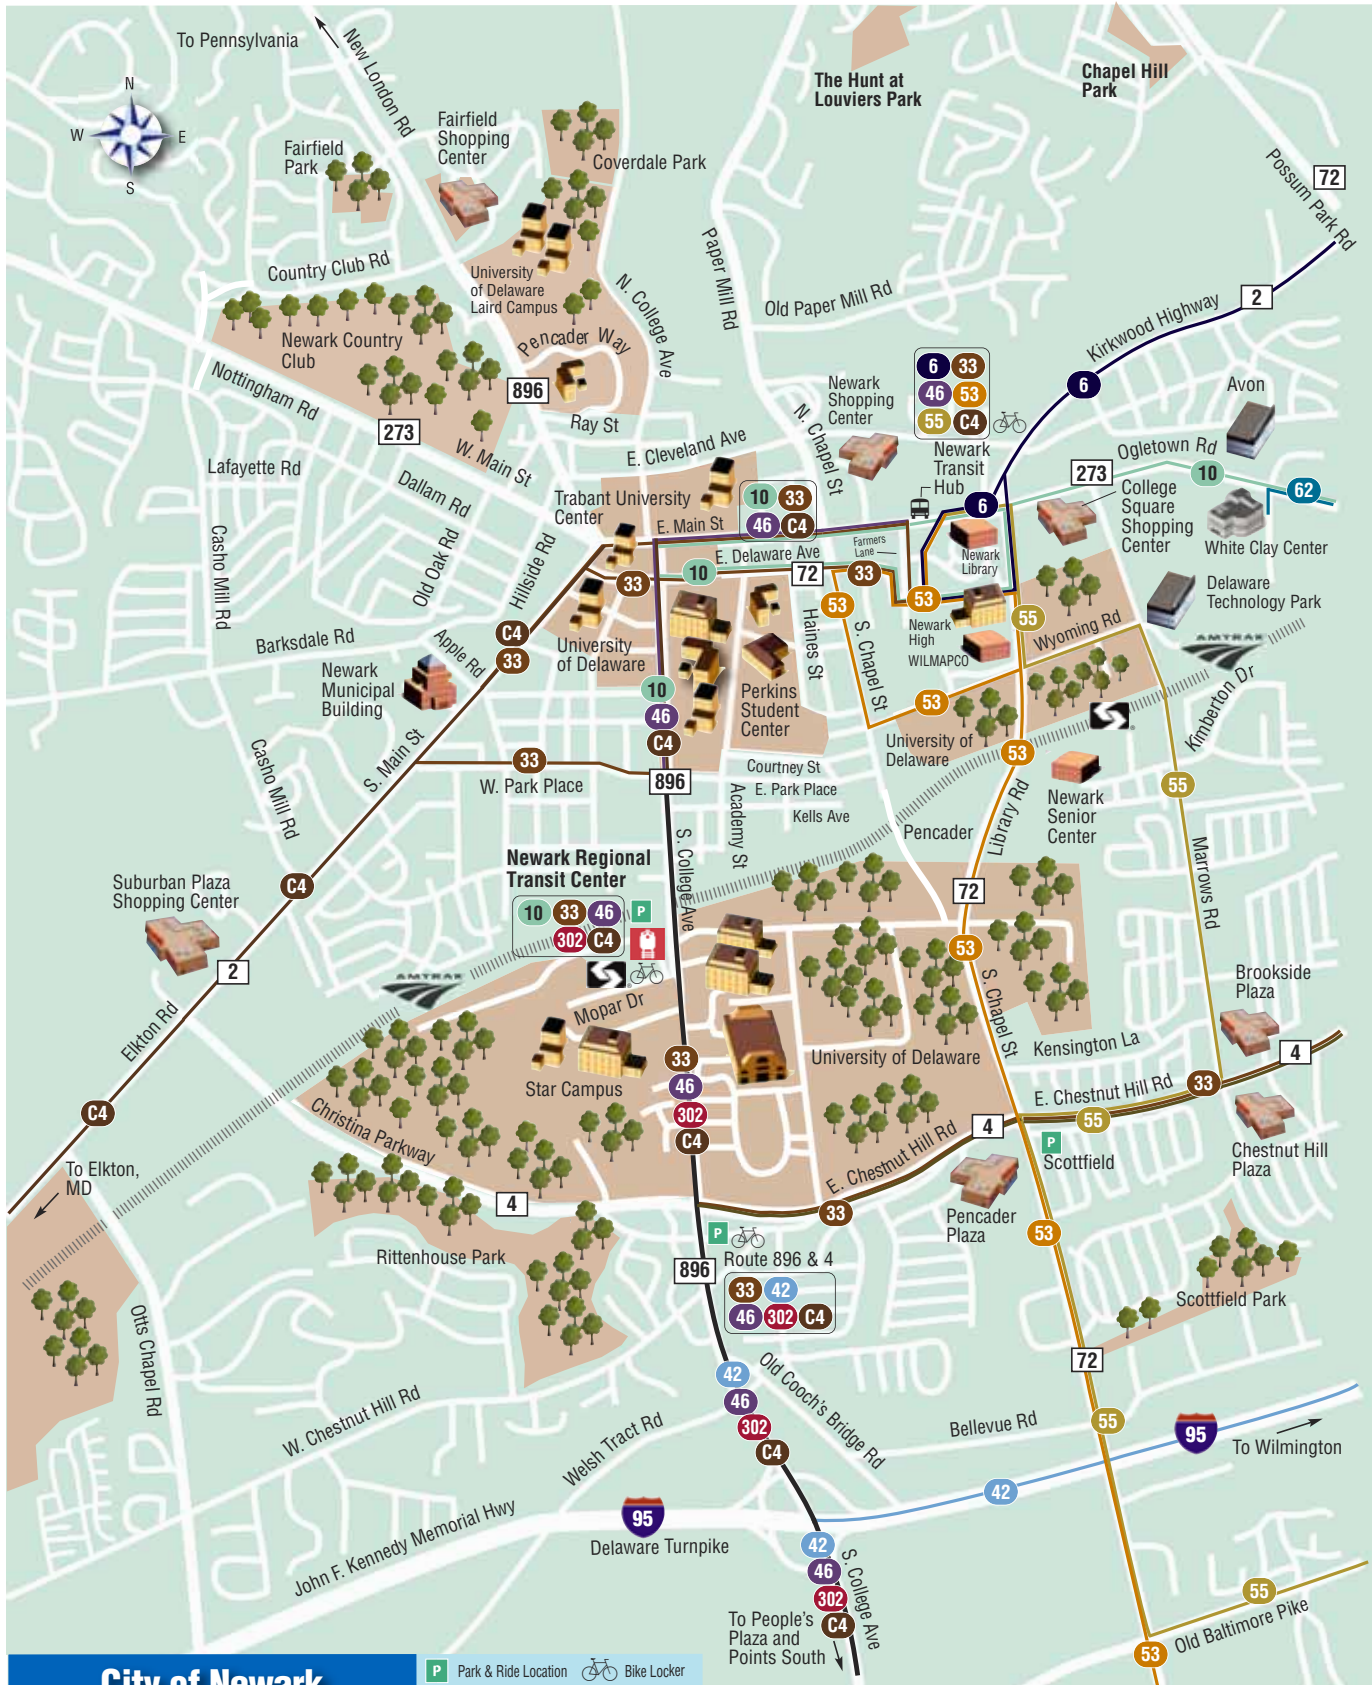 To Pennsylvania
New London Rd
The Hunt at
Louviers Park
Chapel Hill
Park
N
W
E
S
Fairfield
Park
Fairfield
Shopping
Center
Coverdale Park
Possum Park Rd
72
Country Club Rd
University
of Delaware
Laird Campus
N. College Ave
Paper Mill Rd
Old Paper Mill Rd
Kirkwood Highway
2
Newark Country
Club
Pencader Way
Nottingham Rd
896
273
Ray St
W. Main St
E. Cleveland Ave
N. Chapel St
Newark
Shopping
Center
6
33
46
53
55
C4
6
Avon
Newark
Transit
Hub
Ogletown Rd
273
10
62
Lafayette Rd
Dallam Rd
Trabant University
Center
E. Main St
10
33
46
C4
6
College
Square
Shopping
Center
White Clay Center
Casho Mill Rd
Old Oak Rd
Hillside Rd
E. Delaware Ave
Farmers
Lane
Newark
Library
33
10
72
33
53
53
55
Delaware
Technology Park
Haines St
S. Chapel St
Newark
High
WILMAPCO
Wyoming Rd
AMTRAK
Barksdale Rd
Apple Rd
C4
33
University
of Delaware
Newark
Municipal
Building
10
46
C4
Perkins
Student
Center
53
University of
Delaware
53
Kimberton Dr
Casho Mill Rd
S. Main St
33
W. Park Place
896
Courtney St
E. Park Place
Kells Ave
Academy St
Pencader
Library Rd
Newark
Senior
Center
55
Marrows Rd
S. College Ave
Newark Regional
Transit Center
10
33
46
P
302
C4
Suburban Plaza
Shopping Center
C4
2
72
53
S. Chapel St
AMTRAK
Mopar Dr
Elkton Rd
Star Campus
33
46
302
C4
University of Delaware
Kensington La
Brookside
Plaza
4
E. Chestnut Hill Rd
33
55
C4
Christina Parkway
4
E. Chestnut Hill Rd
4
P
Scottfield
Chestnut Hill
Plaza
To Elkton,
MD
33
Pencader
Plaza
53
Rittenhouse Park
P
Route 896 & 4
896
33
42
46
302
C4
Scottfield Park
Otts Chapel Rd
72
42
46
302
C4
Old Cooch's Bridge Rd
W. Chestnut Hill Rd
Welsh Tract Rd
Bellevue Rd
55
95
To Wilmington
42
John F. Kennedy Memorial Hwy
95
Delaware Turnpike
42
46
302
C4
S. College Ave
To People's
Plaza and
Points South
55
Old Baltimore Pike
53
City of Newark
P
Park & Ride Location
Bike Locker